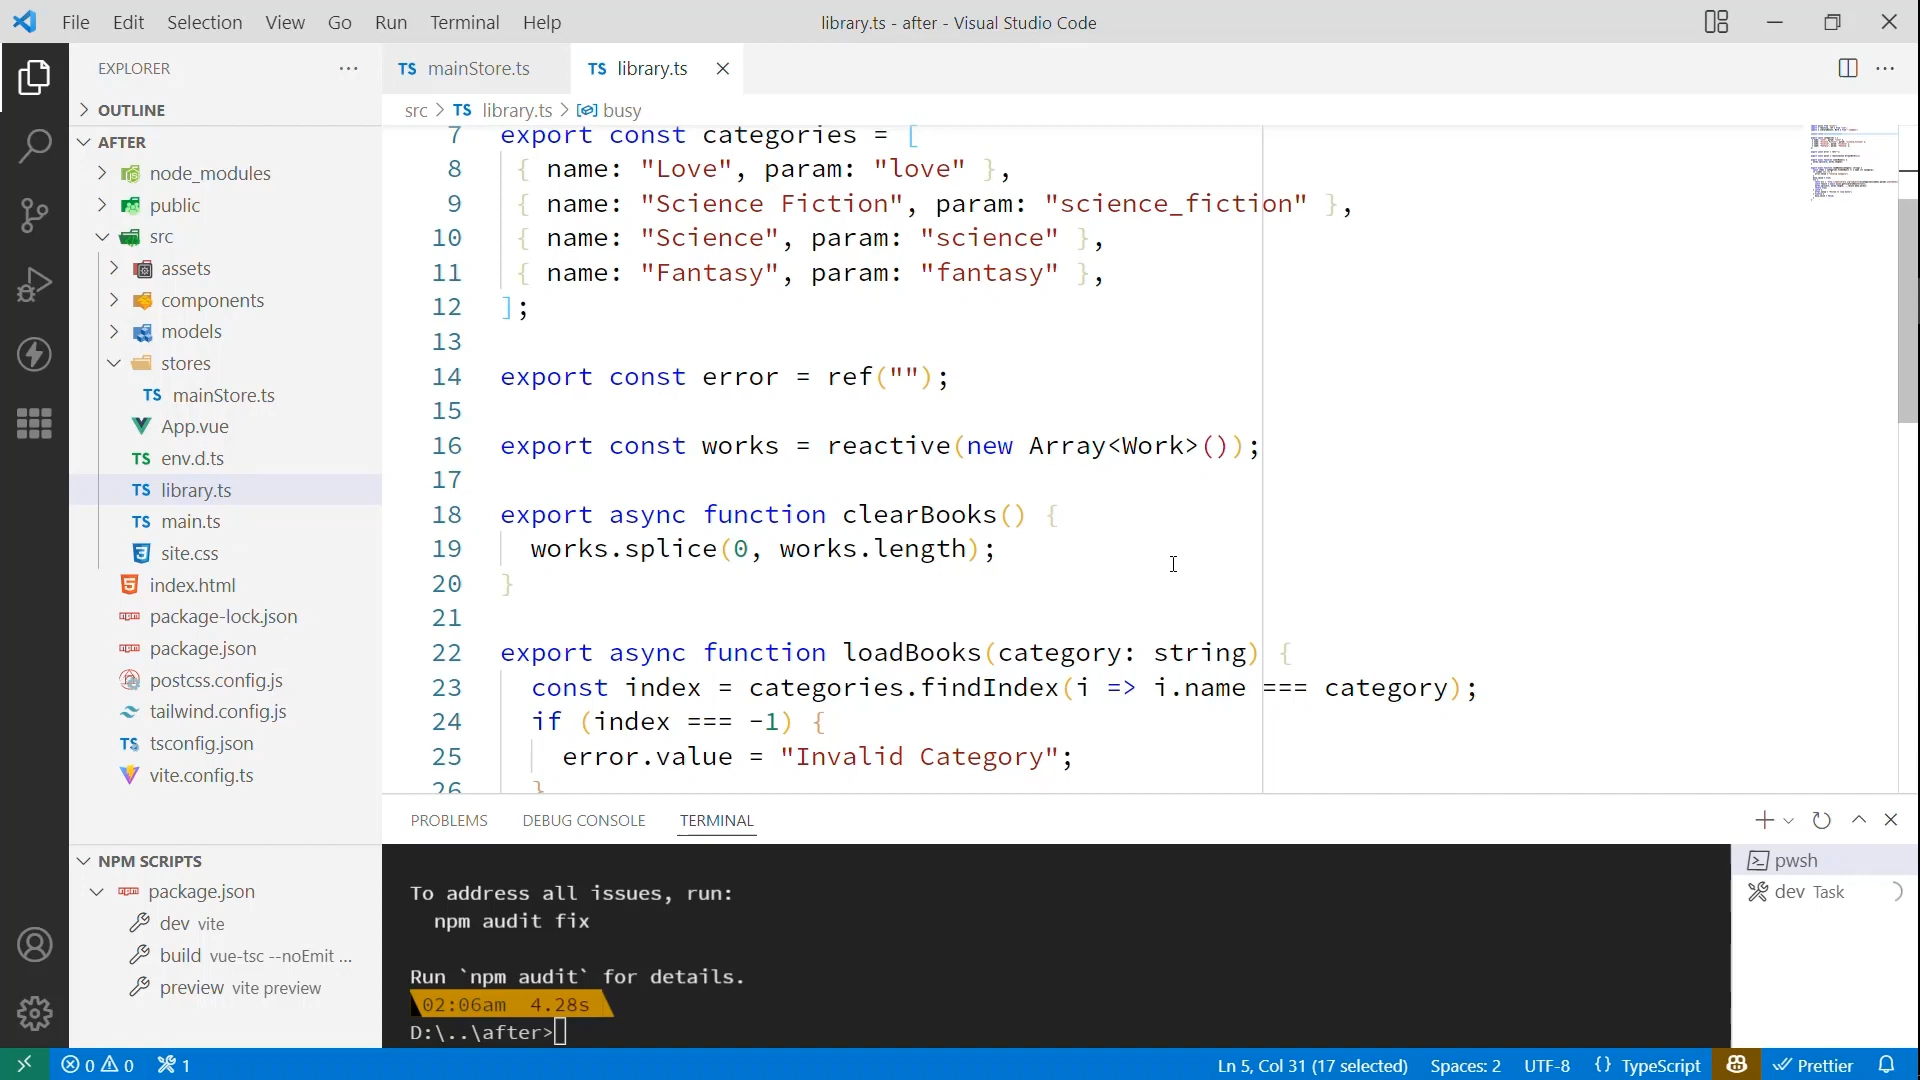 File Edit Selection View Go Run Terminal Help
library.ts - after - Visual Studio Code
EXPLORER
OUTLINE
AFTER
node_modules
public
src
assets
components
models
stores
TS mainStore.ts
App.vue
TS env.d.ts
TS library.ts
TS main.ts
site.css
index.html
package-lock.json
package.json
postcss.config.js
tailwind.config.js
TS tsconfig.json
vite.config.ts
NPM SCRIPTS
package.json
dev vite
build vue-tsc --noEmit ...
preview vite preview
TS mainStore.ts
TS library.ts
src > TS library.ts > busy
7 export const categories = [
8 { name: "Love", param: "love" },
9 { name: "Science Fiction", param: "science_fiction" },
10 { name: "Science", param: "science" },
11 { name: "Fantasy", param: "fantasy" },
12 ];
13
14 export const error = ref("");
15
16 export const works = reactive(new Array<Work>());
17
18 export async function clearBooks() {
19 works.splice(0, works.length);
20 }
21
22 export async function loadBooks(category: string) {
23 const index = categories.findIndex(i => i.name === category);
24 if (index === -1) {
25 error.value = "Invalid Category";
26 }
PROBLEMS DEBUG CONSOLE TERMINAL
To address all issues, run:
npm audit fix
Run `npm audit` for details.
02:06am 4.28s
D:\..\after>
pwsh
dev Task
0 0 1
Ln 5, Col 31 (17 selected) Spaces: 2 UTF-8 {} TypeScript Prettier